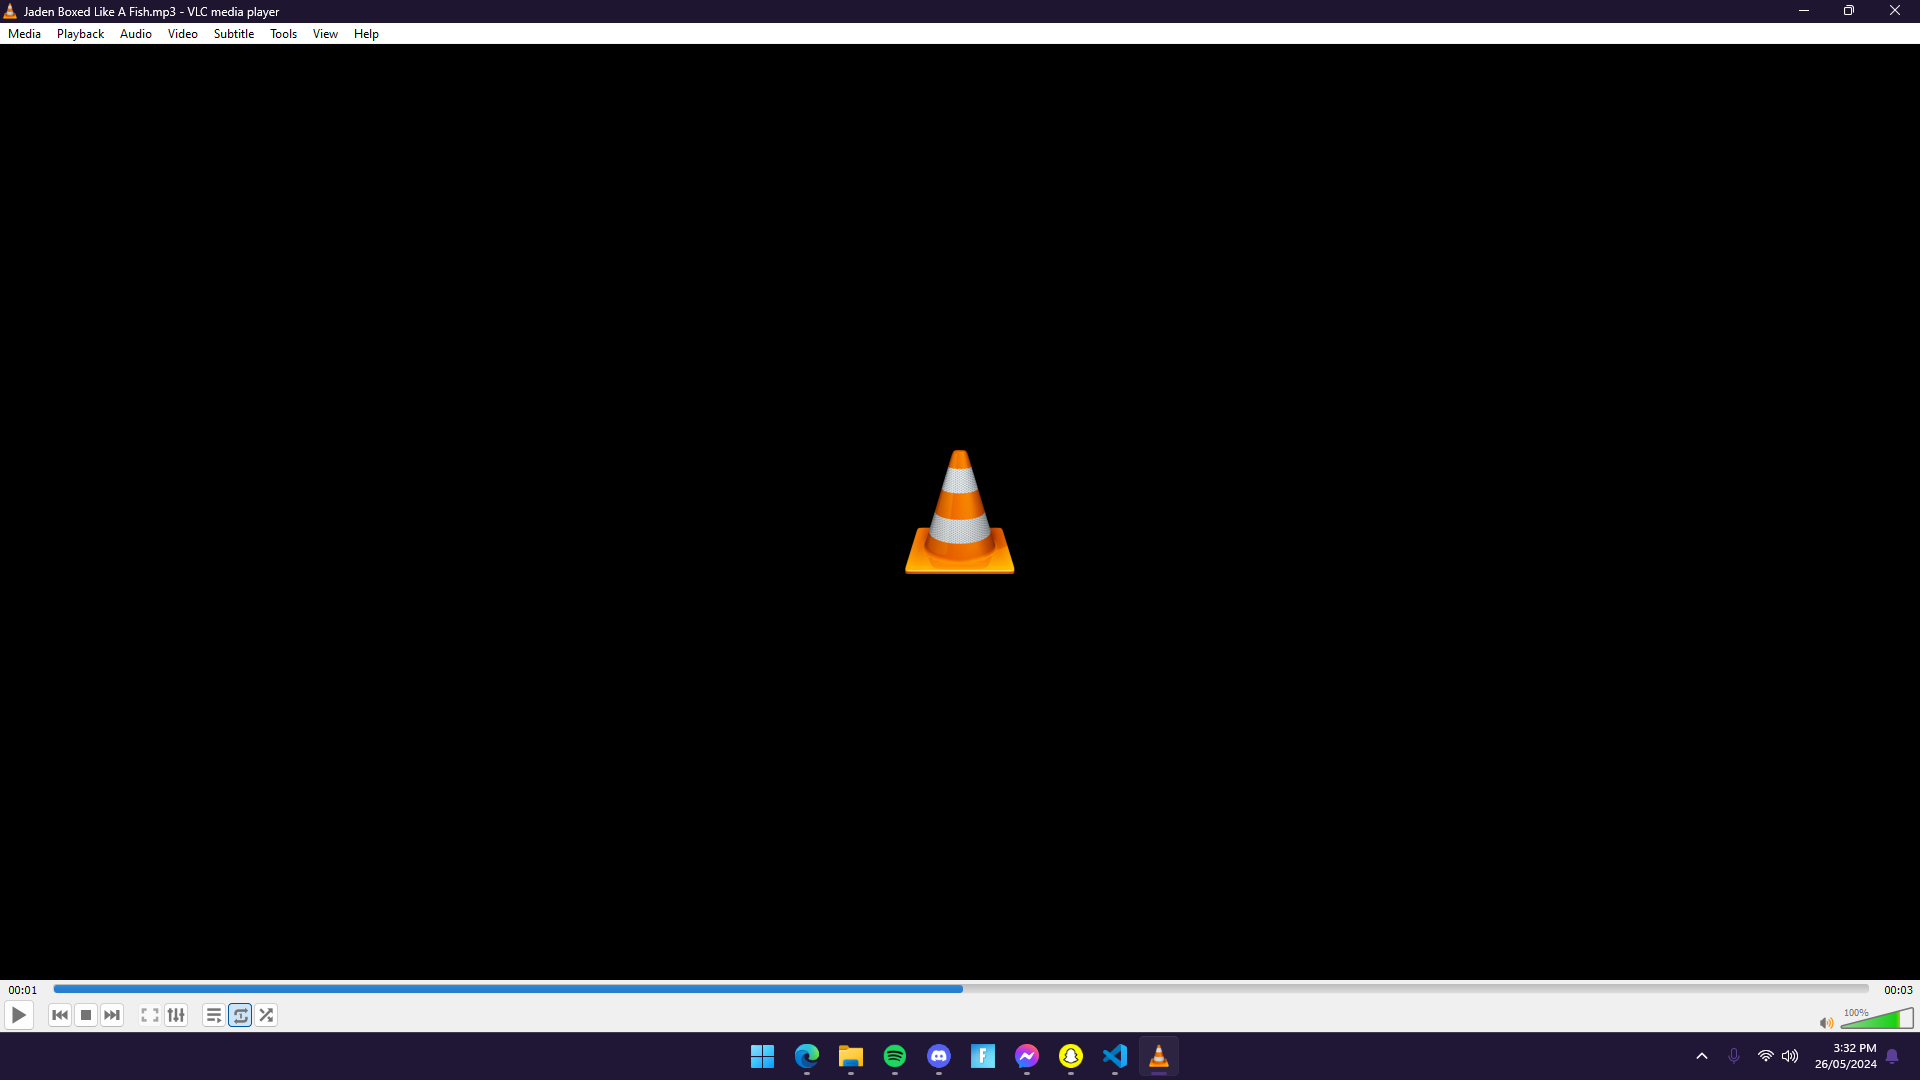 Jaden Boxed Like A Fish.mp3 - VLC media player
Media Playback Audio Video Subtitle Tools View Help
00:01
00:03
100%
3:32 PM
26/05/2024